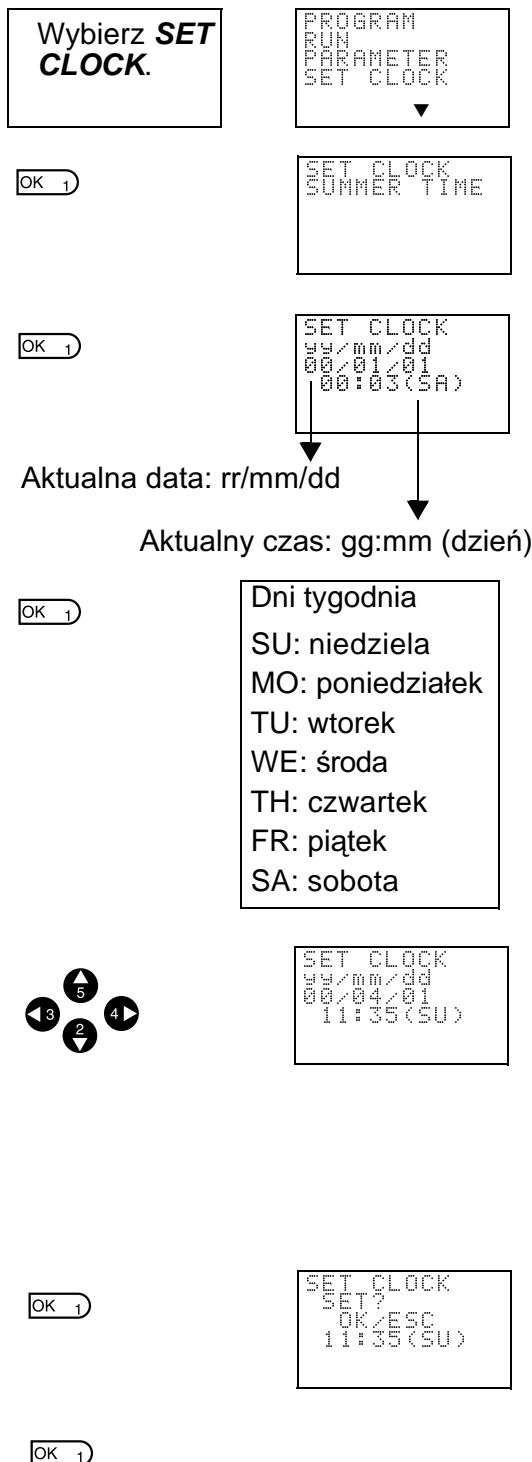 Wybierz SET
CLOCK.
PROGRAM
RUN
PARAMETER
SET CLOCK
OK 1
SET CLOCK
SUMMER TIME
OK 1
SET CLOCK
yy/mm/dd
00/01/01
00:03(SA)
Aktualna data: rr/mm/dd
Aktualny czas: gg:mm (dzień)
OK 1
Dni tygodnia
SU: niedziela
MO: poniedziałek
TU: wtorek
WE: środa
TH: czwartek
FR: piątek
SA: sobota
5
3
4
2
SET CLOCK
yy/mm/dd
00/04/01
11:35(SU)
OK 1
SET CLOCK
SET?
OK/ESC
11:35(SU)
OK 1